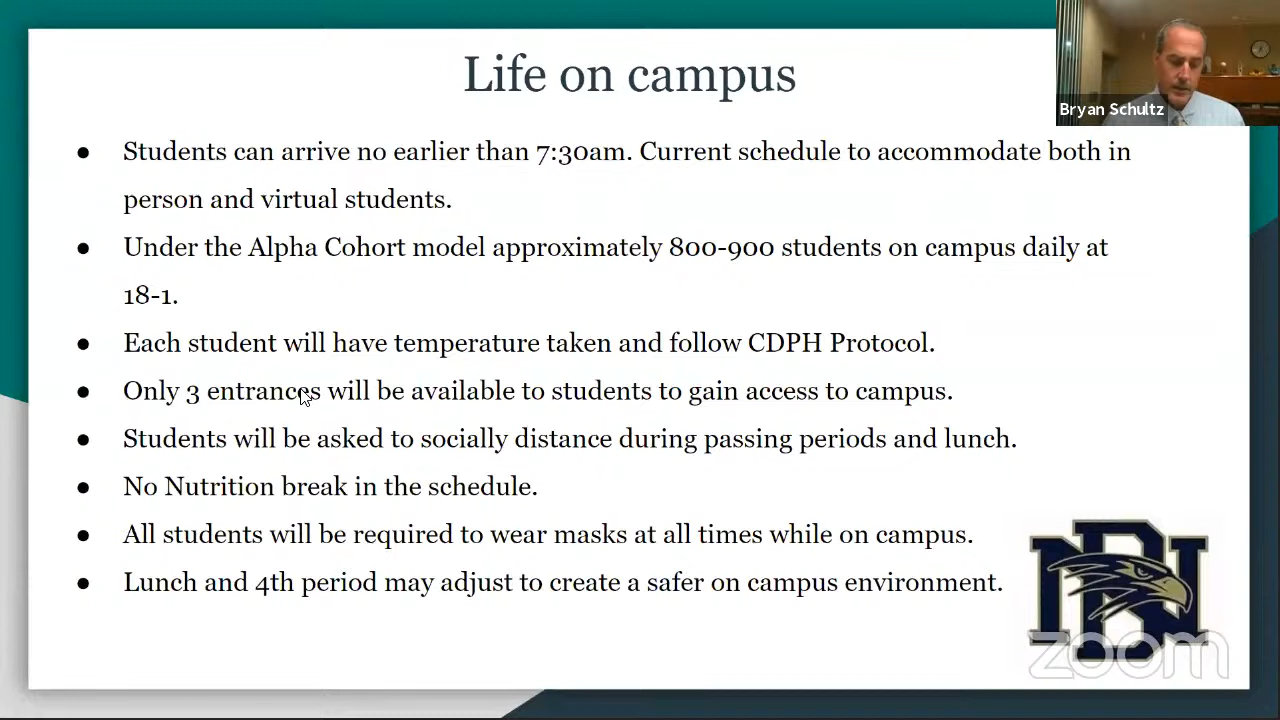 Life on campus
Bryan Schultz
● Students can arrive no earlier than 7:30am. Current schedule to accommodate both in
person and virtual students.
● Under the Alpha Cohort model approximately 800-900 students on campus daily at
18-1.
● Each student will have temperature taken and follow CDPH Protocol.
● Only 3 entrances will be available to students to gain access to campus.
● Students will be asked to socially distance during passing periods and lunch.
● No Nutrition break in the schedule.
● All students will be required to wear masks at all times while on campus.
● Lunch and 4th period may adjust to create a safer on campus environment.
DN
zoom